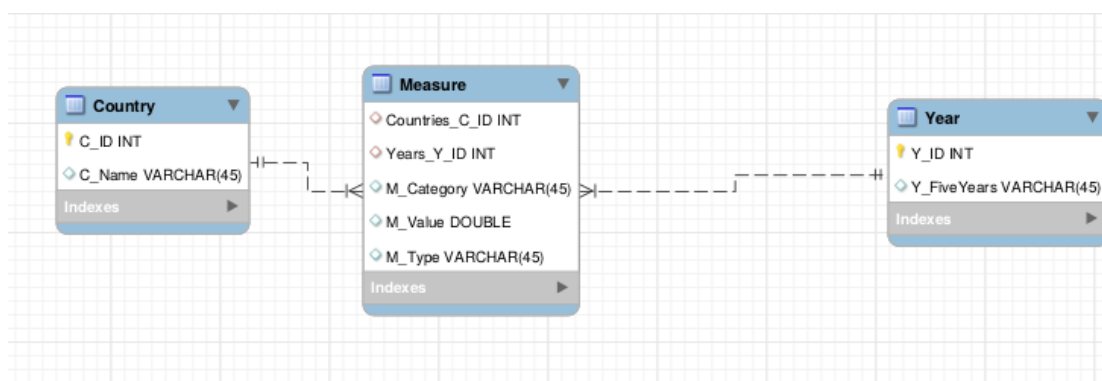 Country
C_ID INT
C_Name VARCHAR(45)
Indexes
Measure
Countries_C_ID INT
Years_Y_ID INT
M_Category VARCHAR(45)
M_Value DOUBLE
M_Type VARCHAR(45)
Indexes
Year
Y_ID INT
Y_FiveYears VARCHAR(45)
Indexes